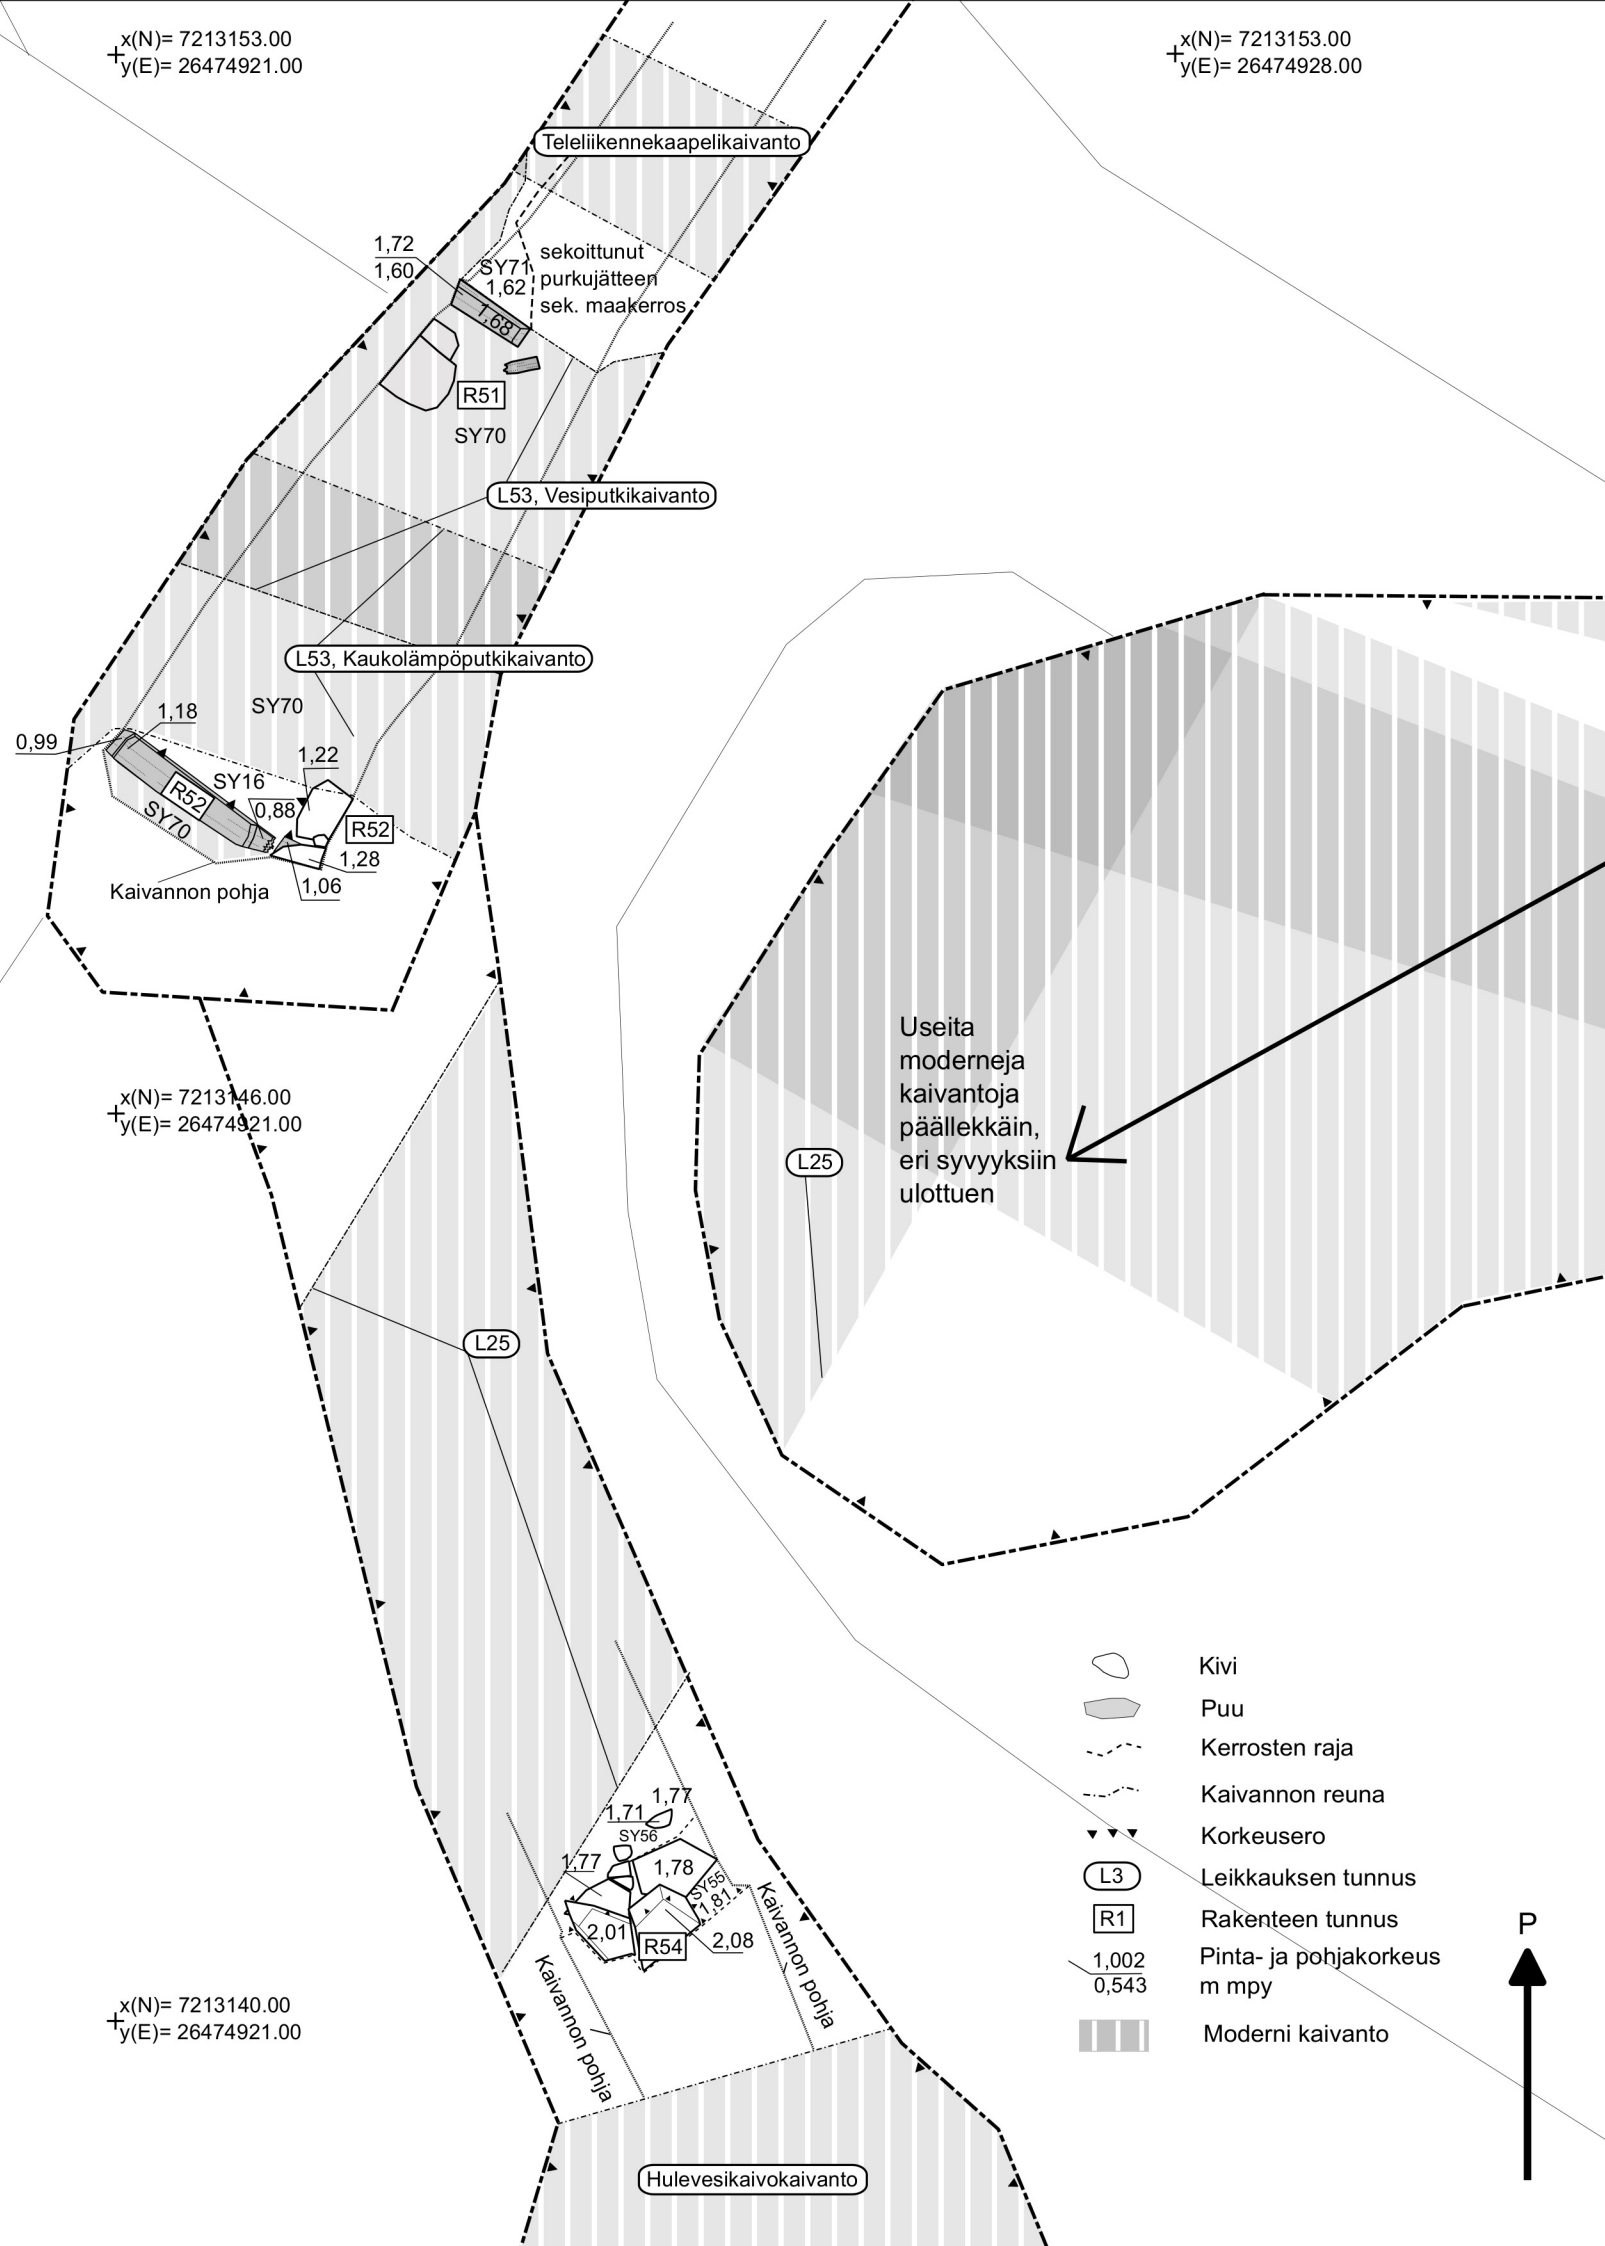 x(N)= 7213153.00
y(E)= 26474921.00
x(N)= 7213153.00
y(E)= 26474928.00
Teleliikennekaapelikaivanto
1,72
1,60
SY71
1,62
1,68
sekoittunut
purkujätteen
sek. maakerros
R51
SY70
L53, Vesiputkikaivanto
L53, Kaukolämpöputkikaivanto
SY70
1,18
0,99
1,22
SY16
R52
0,88
SY70
R52
1,28
1,06
Kaivannon pohja
Useita
moderneja
kaivantoja
päällekkäin,
eri syvyyksiin
ulottuen
L25
x(N)= 7213146.00
y(E)= 26474921.00
L25
1,77
1,71
SY56
1,77
1,78
SY55
1,81
2,01
R54
2,08
Kaivannon pohja
Kaivannon pohja
x(N)= 7213140.00
y(E)= 26474921.00
Hulevesikaivokaivanto
Kivi
Puu
Kerrosten raja
Kaivannon reuna
Korkeusero
L3 Leikkauksen tunnus
R1 Rakenteen tunnus
1,002
0,543
Pinta- ja pohjakorkeus
m mpy
Moderni kaivanto
P